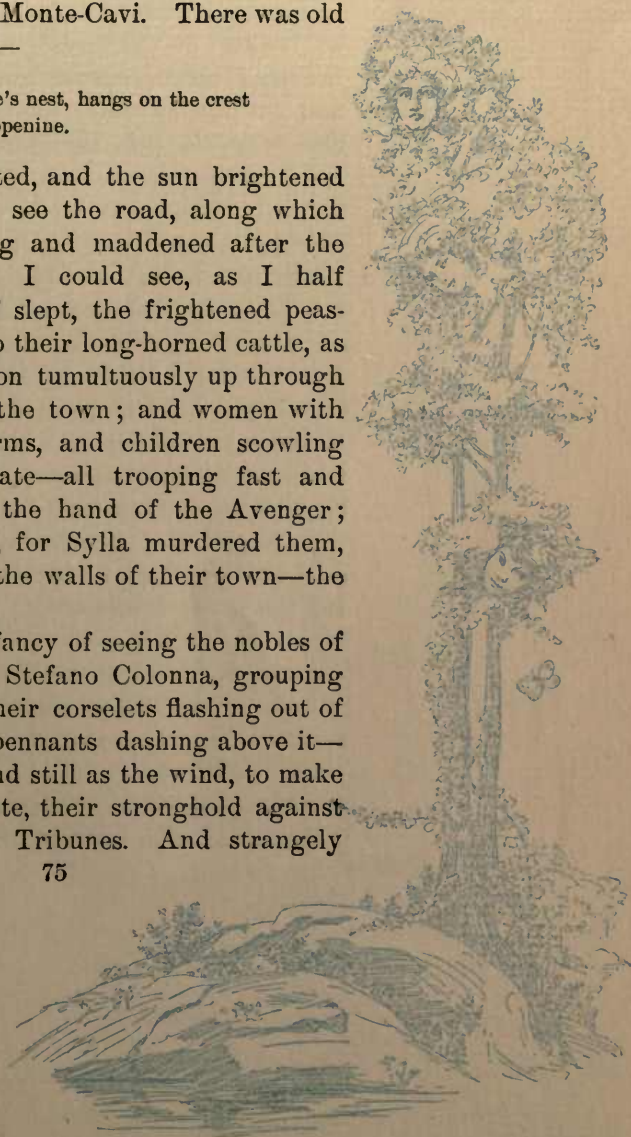 Monte-Cavi. There was old
's nest, hangs on the crest
penine.
ed, and the sun brightened
see the road, along which
g and maddened after the
I could see, as I half
slept, the frightened peas-
their long-horned cattle, as
on tumultuously up through
the town; and women with
rms, and children scowling
ate—all trooping fast and
the hand of the Avenger;
for Sylla murdered them,
the walls of their town—the
ancy of seeing the nobles of
Stefano Colonna, grouping
heir corselets flashing out of
pennants dashing above it—
d still as the wind, to make
te, their stronghold against
Tribunes. And strangely
75